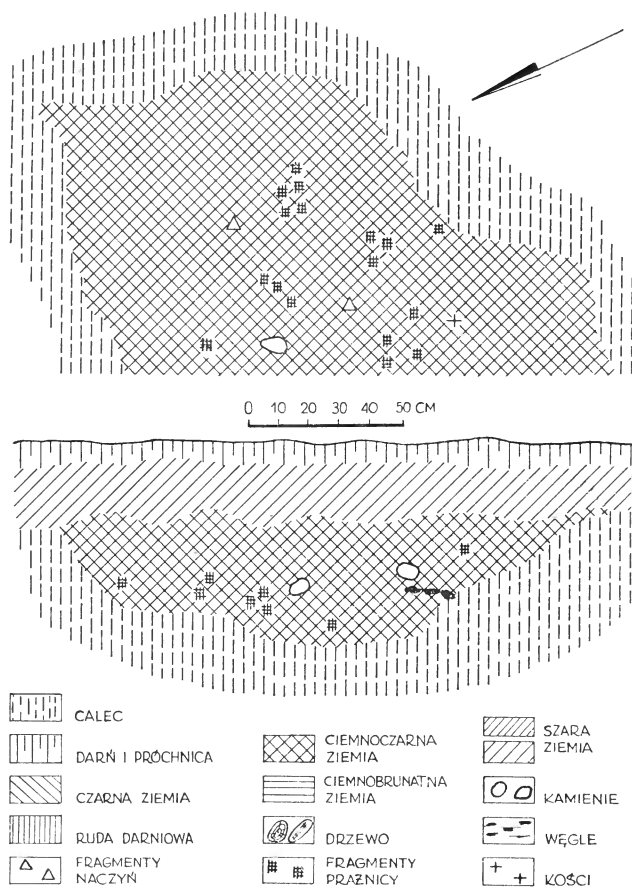 0 10 20 30 40 50 CM
CALEC
DARŃ I PRÓCHNICA
CZARNA ZIEMIA
RUDA DARNIOWA
FRAGMENTY
NACZYŃ
CIEMNOCZARNA
ZIEMIA
CIEMNOBRUNATNA
ZIEMIA
DRZEWO
FRAGMENTY
PRAŻNICY
SZARA
ZIEMIA
KAMIENIE
WĘGLE
KOŚCI